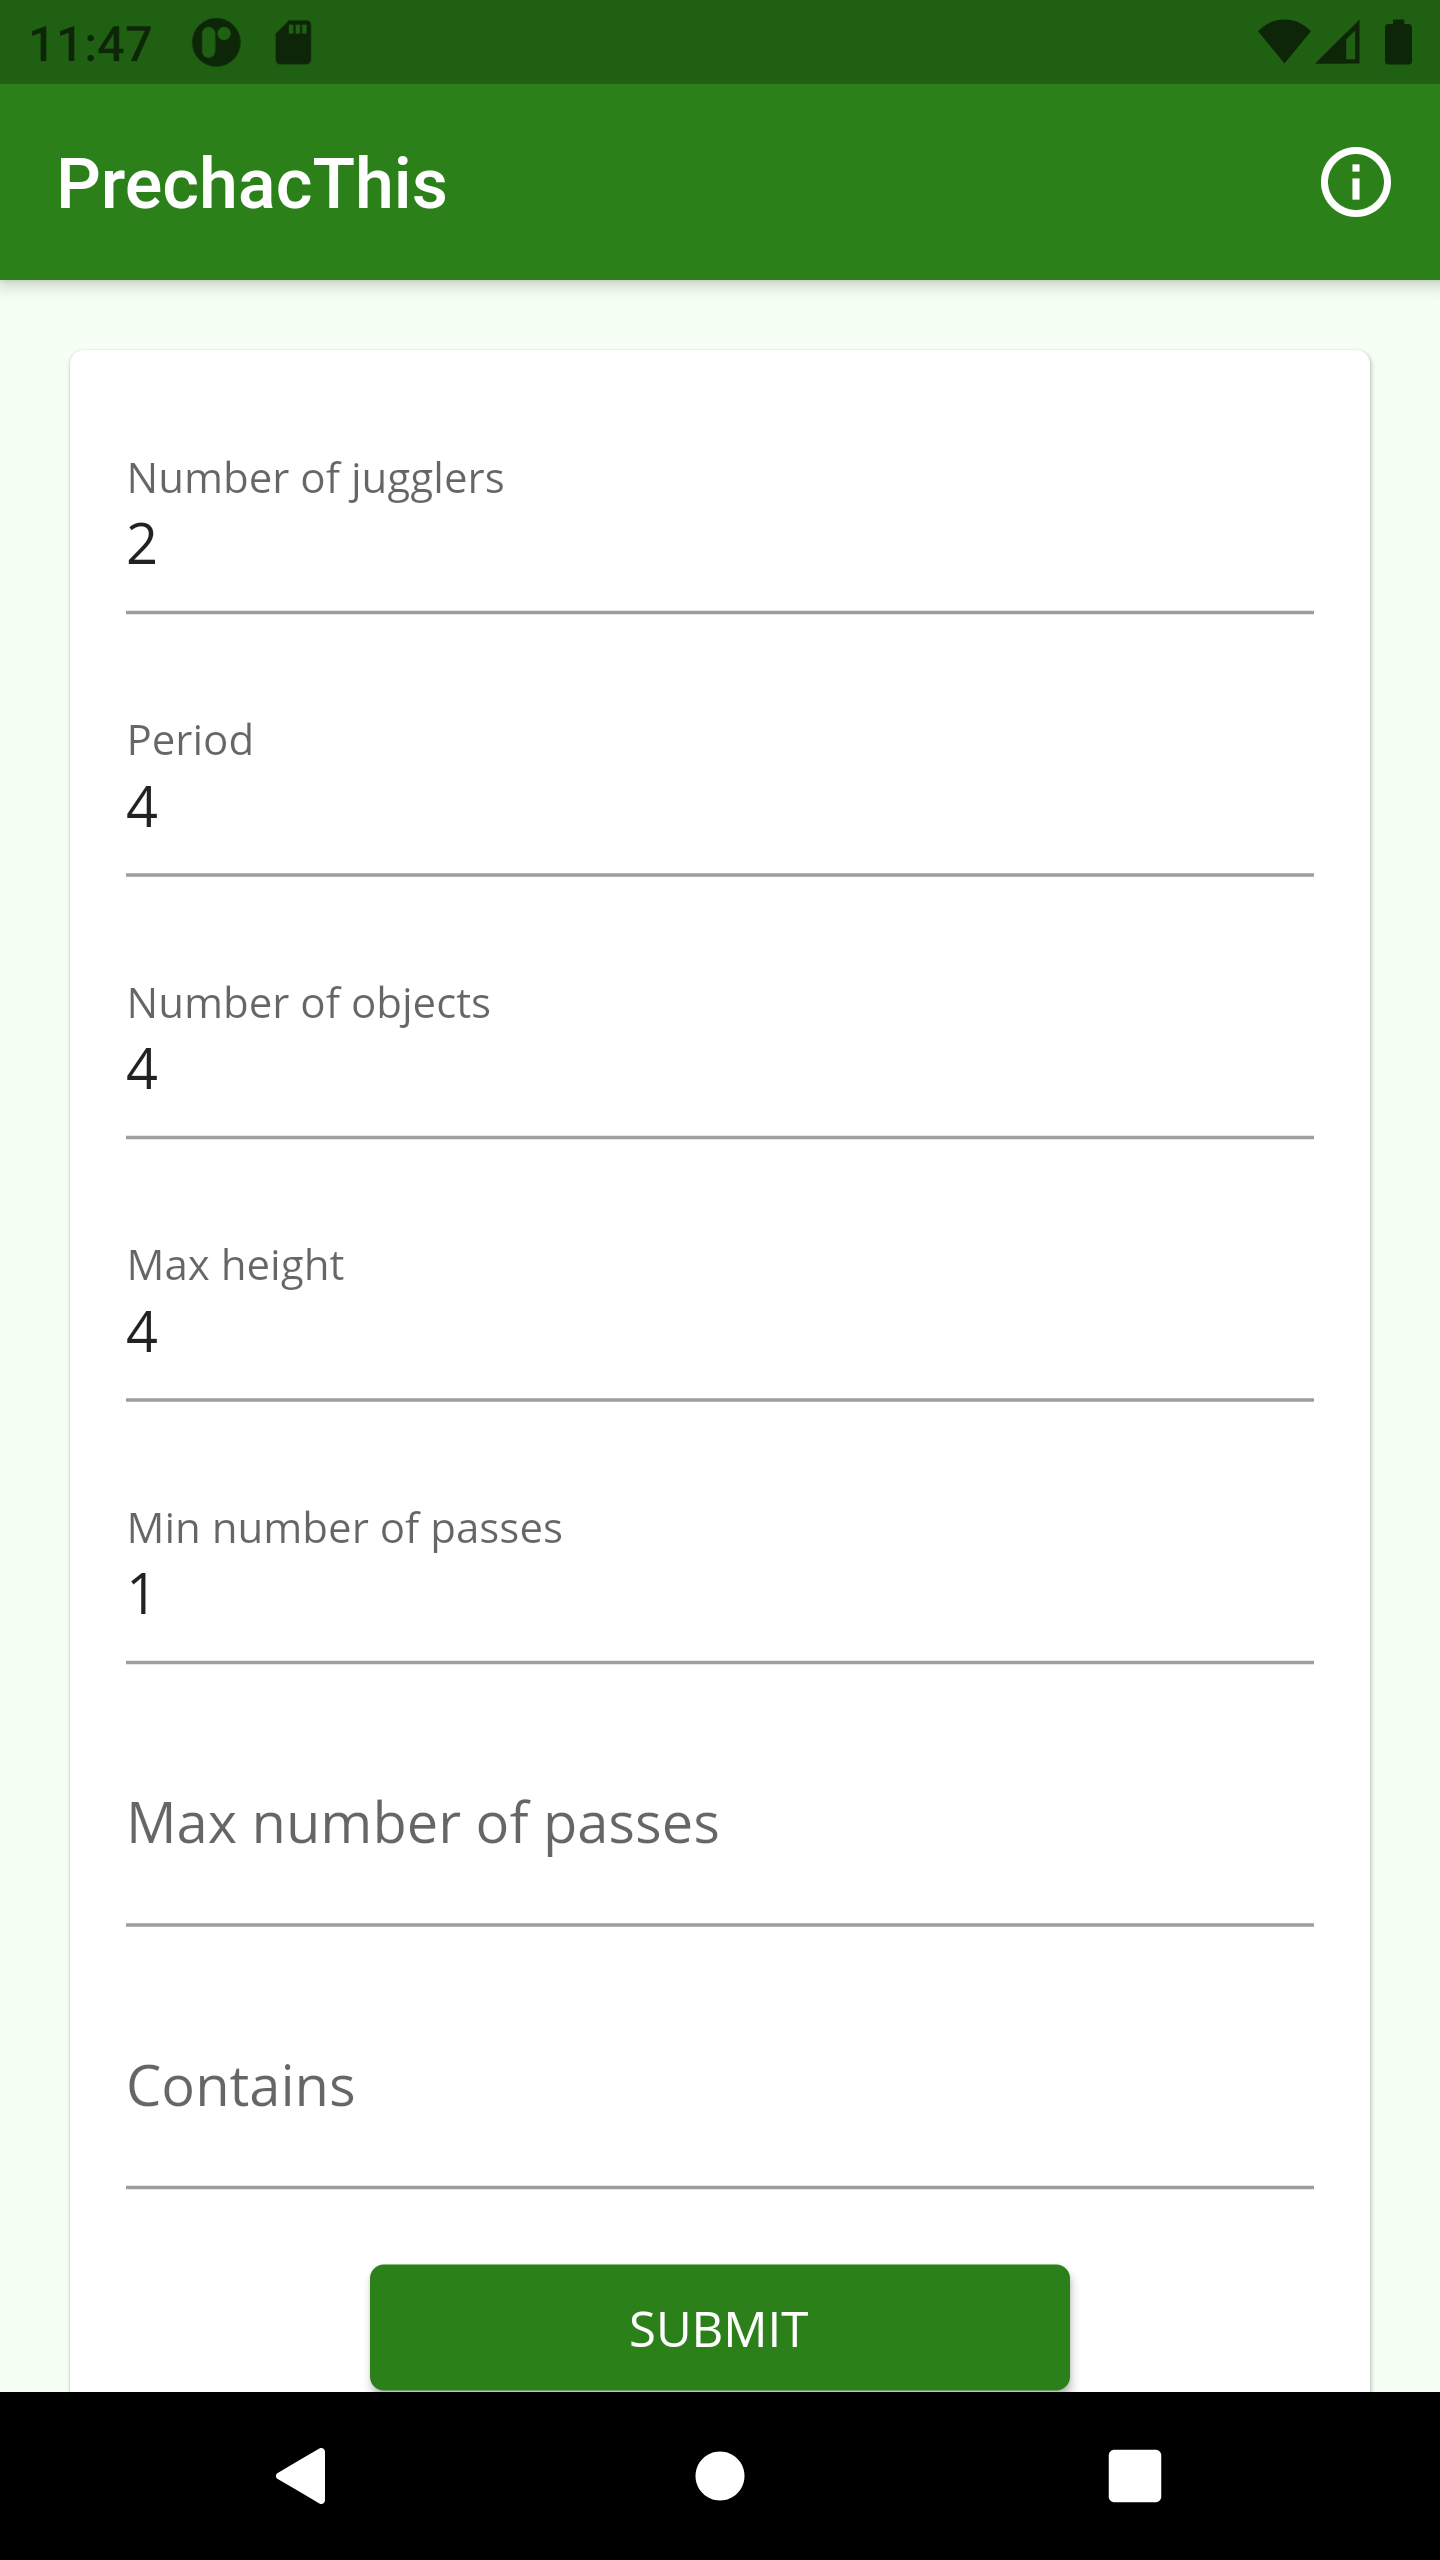 11:47
PrechacThis
Number of jugglers
2
Period
4
Number of objects
4
Max height
4
Min number of passes
1
Max number of passes
Contains
SUBMIT